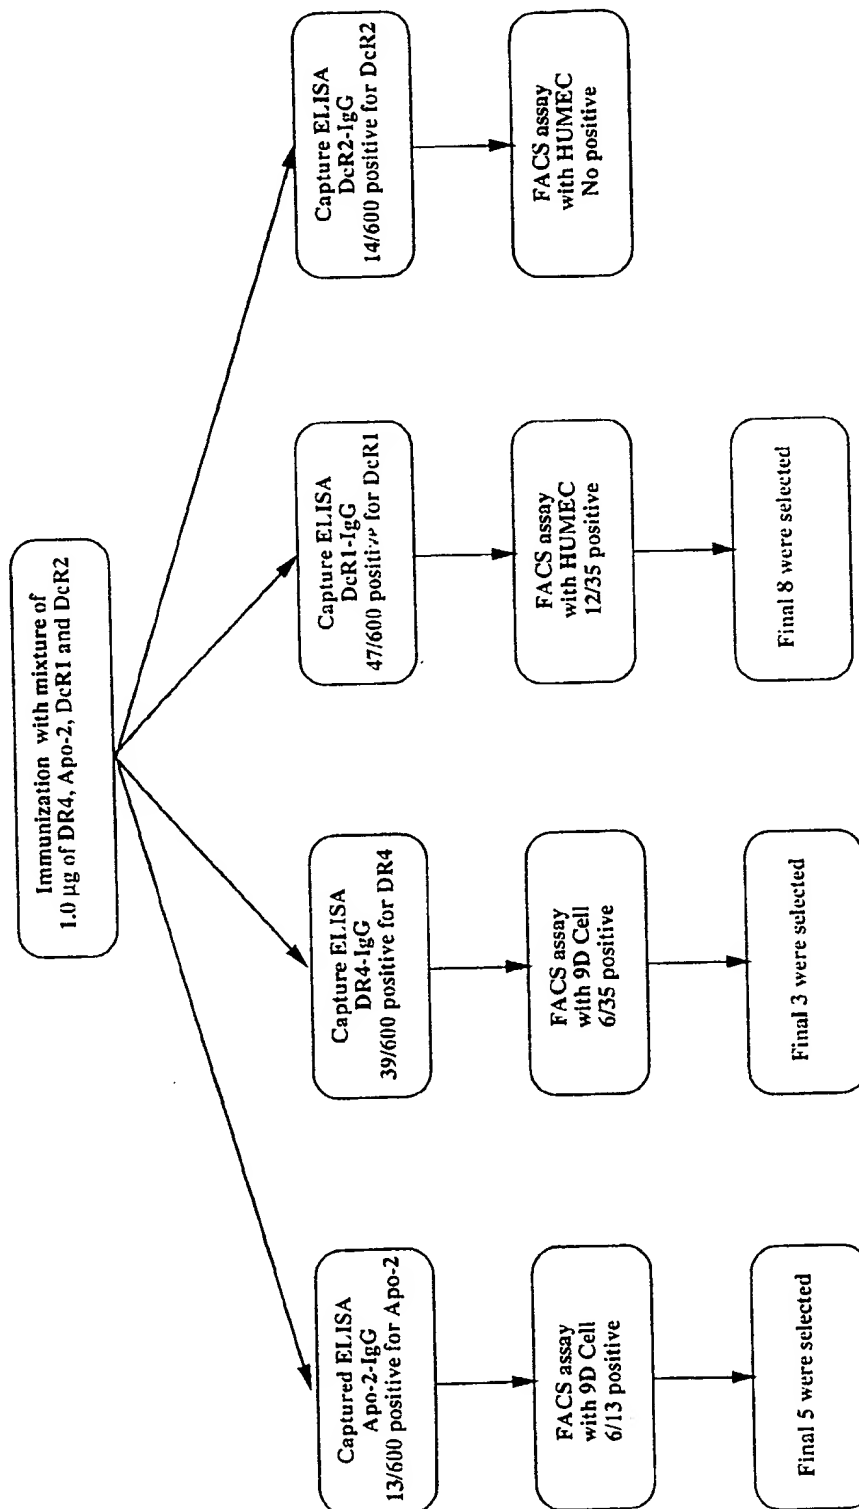 Immunization with mixture of
1.0 µg of DR4, Apo-2, DcR1 and DcR2
Captured ELISA
Apo-2-IgG
13/600 positive for Apo-2
Capture ELISA
DR4-IgG
39/600 positive for DR4
Capture ELISA
DcR1-IgG
47/600 positive for DcR1
Capture ELISA
DcR2-IgG
14/600 positive for DcR2
FACS assay
with 9D Cell
6/13 positive
FACS assay
with 9D Cell
6/35 positive
FACS assay
with HUMEC
12/35 positive
FACS assay
with HUMEC
No positive
Final 5 were selected
Final 3 were selected
Final 8 were selected